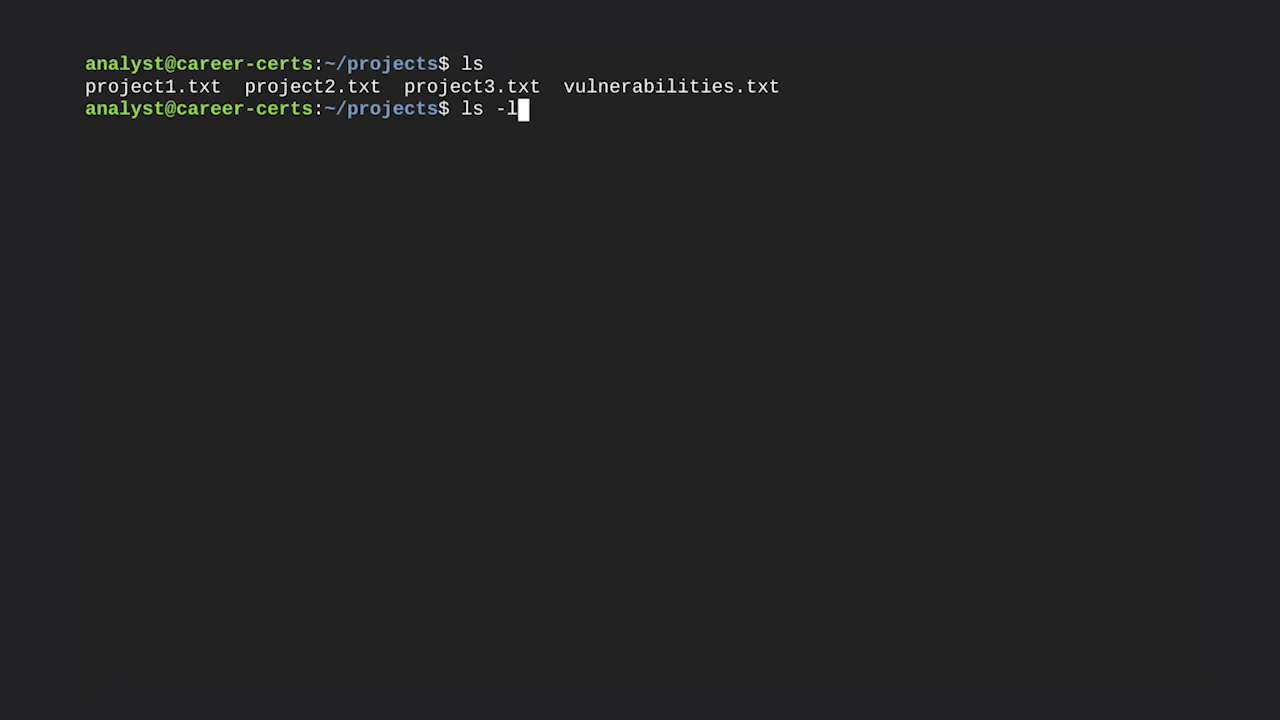 analyst@career-certs:~/projects$ ls
project1.txt  project2.txt  project3.txt  vulnerabilities.txt
analyst@career-certs:~/projects$ ls -l